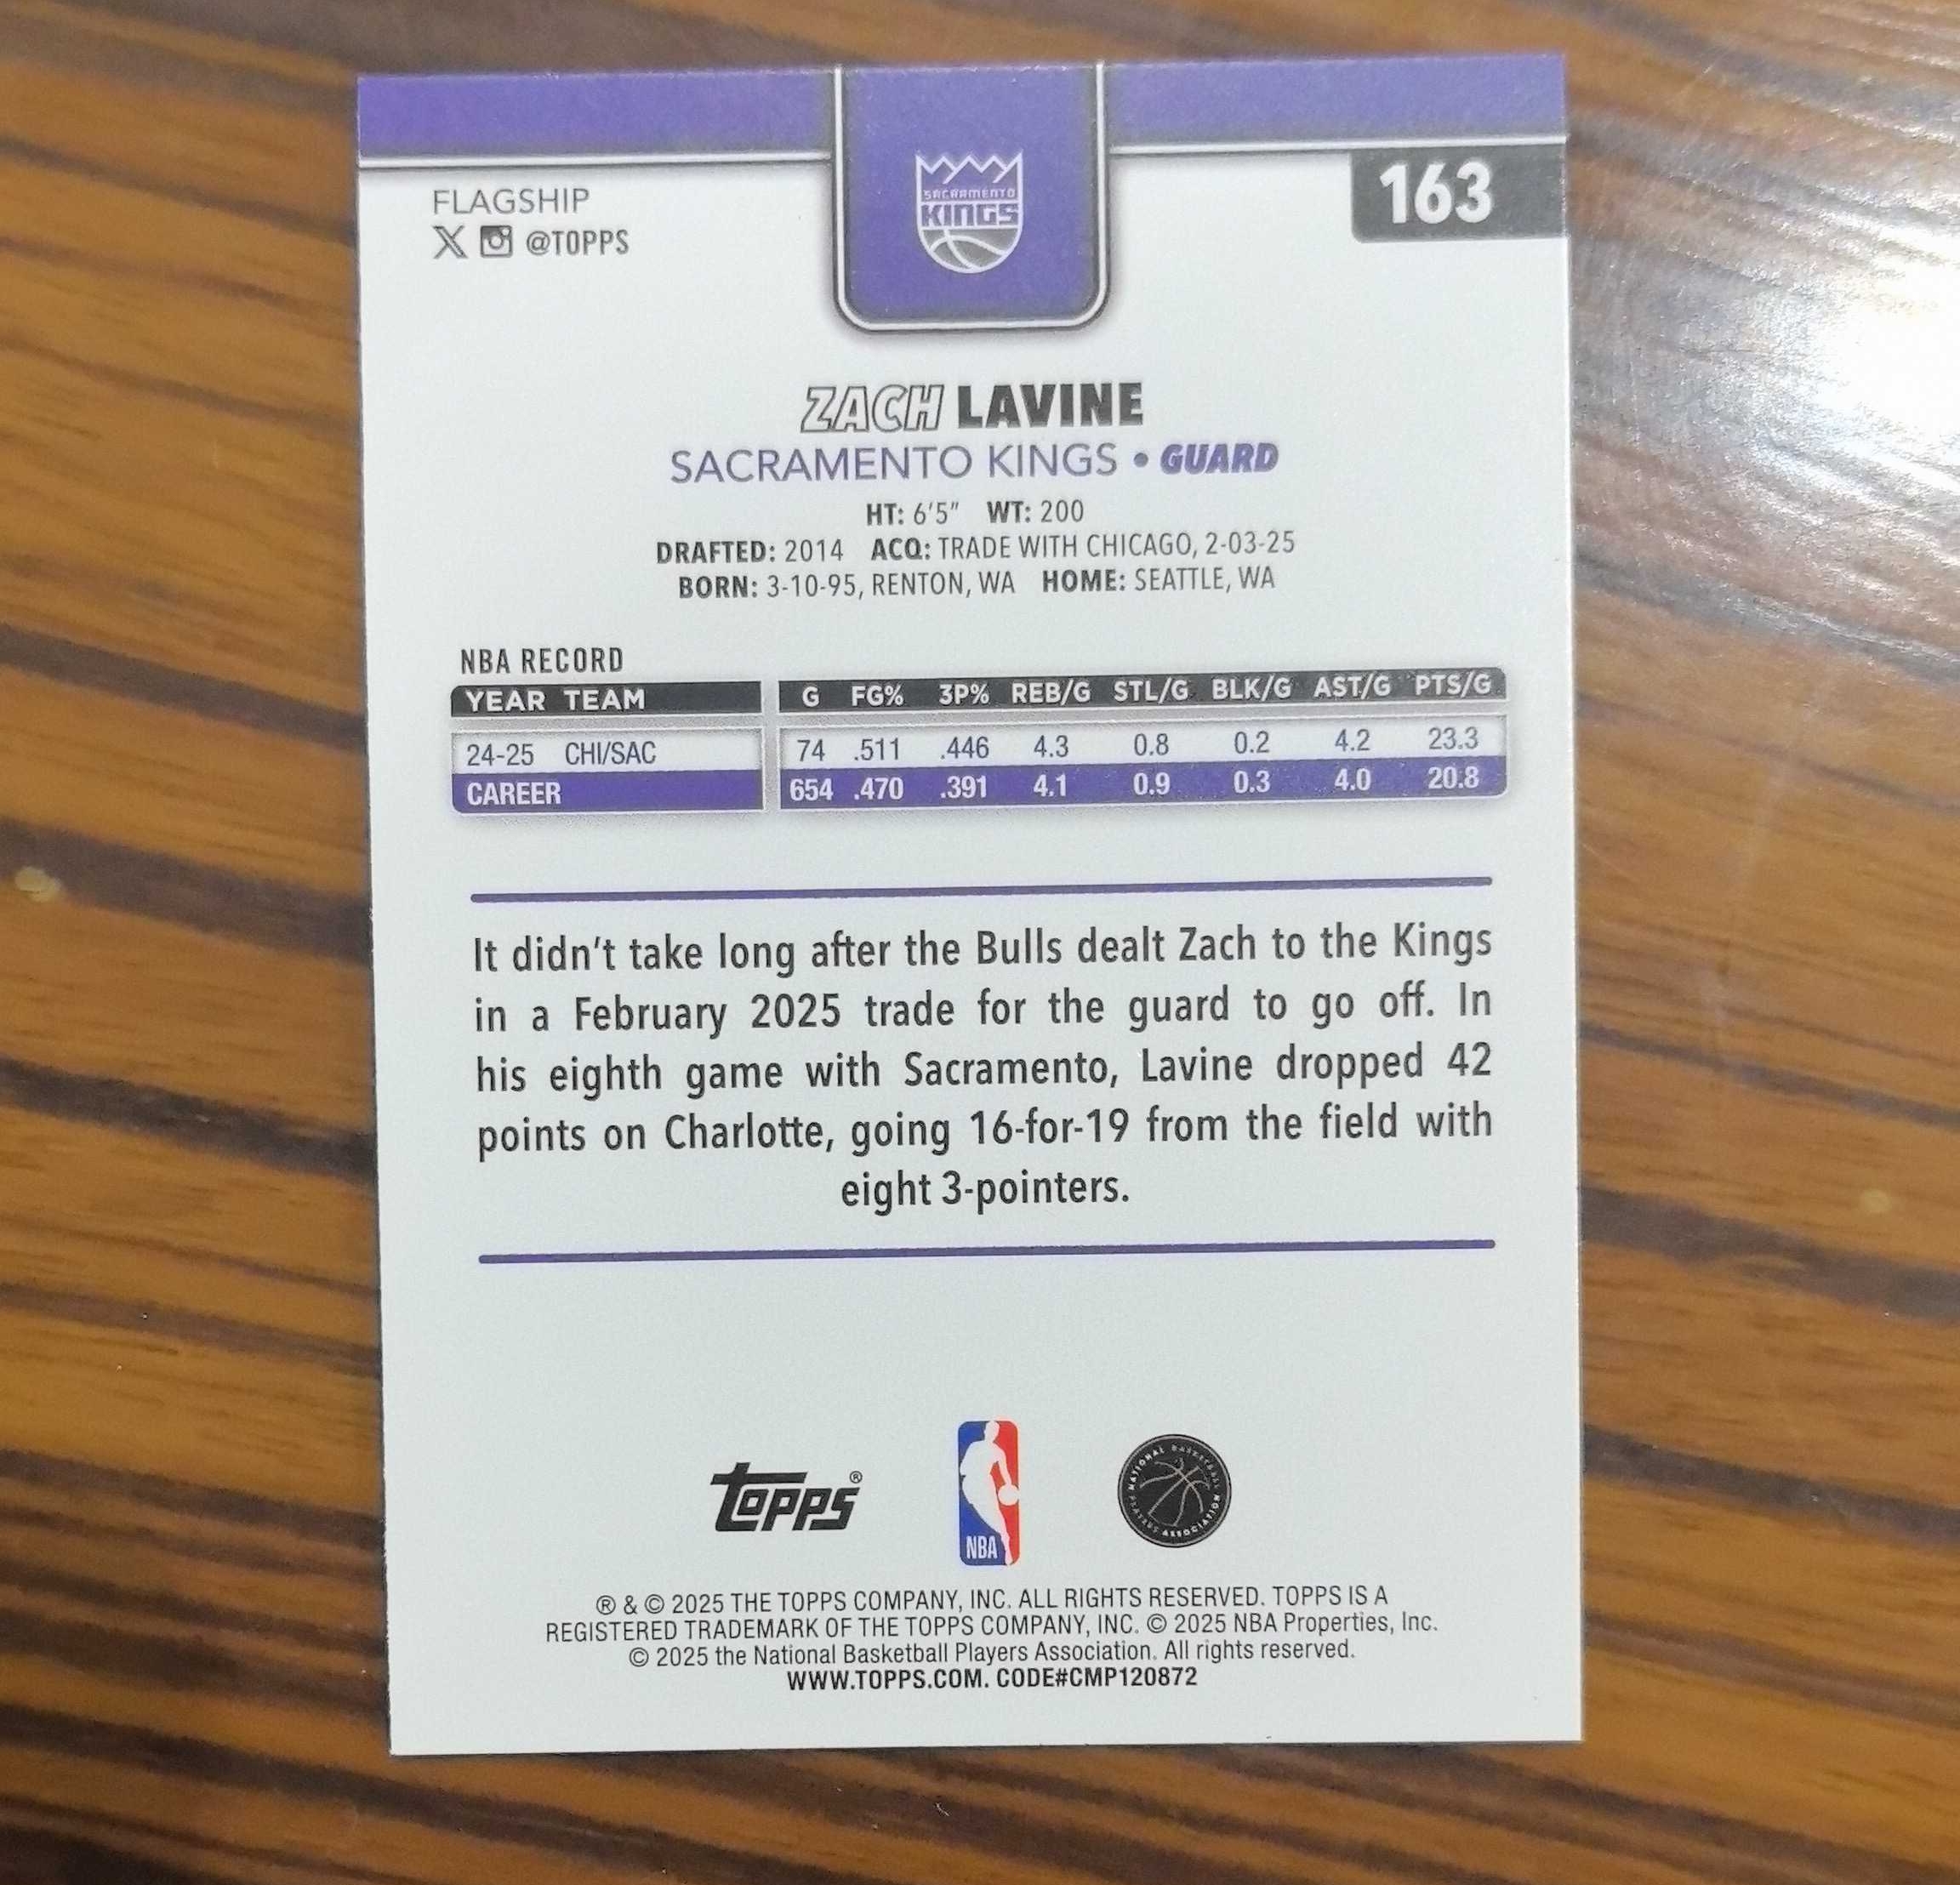 SACRAMENTO
KINGS
163
FLAGSHIP
X @TOPPS
ZACH LAVINE
SACRAMENTO KINGS • GUARD
HT: 6'5" WT: 200
DRAFTED: 2014 ACQ: TRADE WITH CHICAGO, 2-03-25
BORN: 3-10-95, RENTON, WA HOME: SEATTLE, WA
NBA RECORD
YEAR TEAM G FG% 3P% REB/G STL/G BLK/G AST/G PTS/G
24-25 CHI/SAC 74 .511 .446 4.3 0.8 0.2 4.2 23.3
CAREER 654 .470 .391 4.1 0.9 0.3 4.0 20.8
It didn't take long after the Bulls dealt Zach to the Kings
in a February 2025 trade for the guard to go off. In
his eighth game with Sacramento, Lavine dropped 42
points on Charlotte, going 16-for-19 from the field with
eight 3-pointers.
Topps®
NBA
NATIONAL BASKETBALL PLAYERS ASSOCIATION
® & © 2025 THE TOPPS COMPANY, INC. ALL RIGHTS RESERVED. TOPPS IS A
REGISTERED TRADEMARK OF THE TOPPS COMPANY, INC. © 2025 NBA Properties, Inc.
© 2025 the National Basketball Players Association. All rights reserved.
WWW.TOPPS.COM. CODE#CMP120872